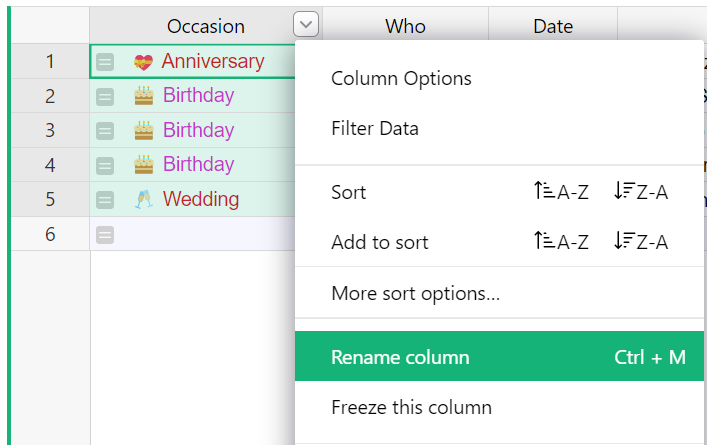 Occasion Who Date
1 Anniversary
2 Birthday
3 Birthday
4 Birthday
5 Wedding
6
Column Options
Filter Data
Sort A-Z Z-A
Add to sort A-Z Z-A
More sort options...
Rename column Ctrl + M
Freeze this column